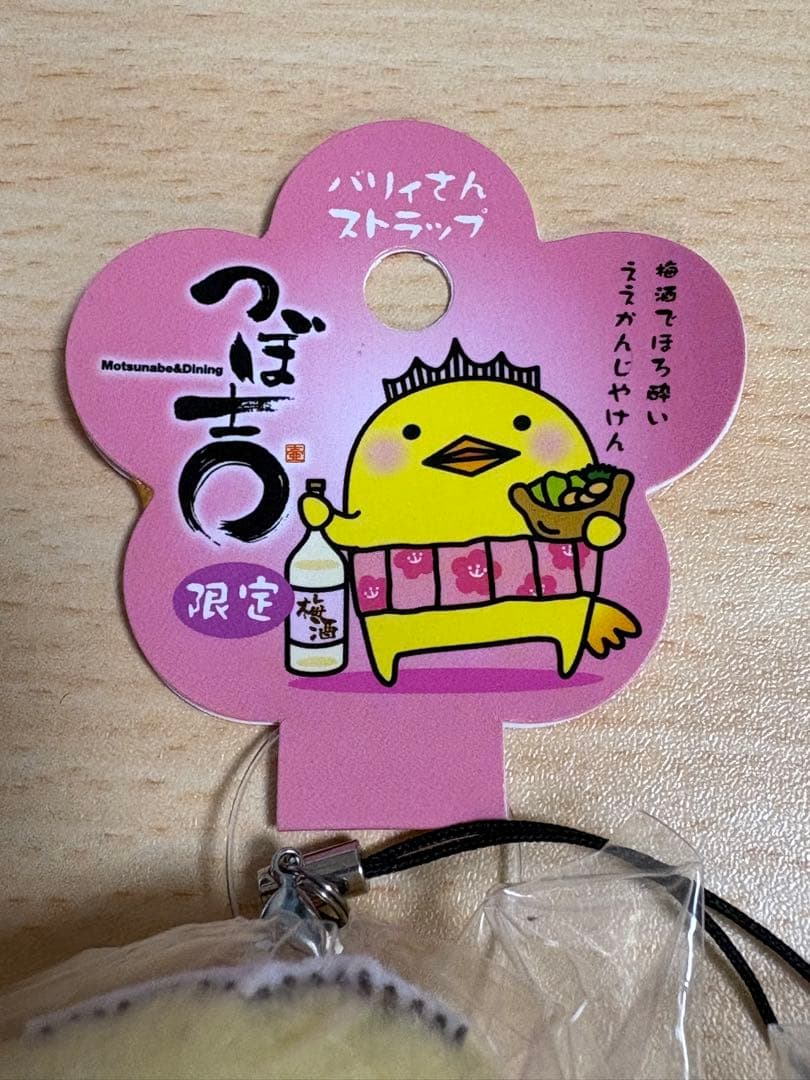 バリィさん
ストラップ
つぼ吉
Motsunabe&Dining
壷
限定
梅酒でほろ酔い
ええかんじやけん
梅酒